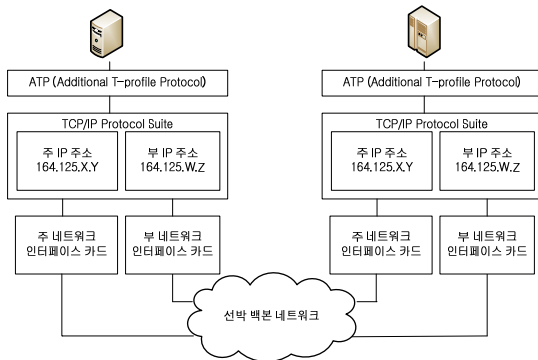 ATP (Additional T-profile Protocol)
TCP/IP Protocol Suite
주 IP 주소
164.125.X.Y
부 IP 주소
164.125.W.Z
주 네트워크
인터페이스 카드
부 네트워크
인터페이스 카드
ATP (Additional T-profile Protocol)
TCP/IP Protocol Suite
주 IP 주소
164.125.X.Y
부 IP 주소
164.125.W.Z
주 네트워크
인터페이스 카드
부 네트워크
인터페이스 카드
선박 백본 네트워크